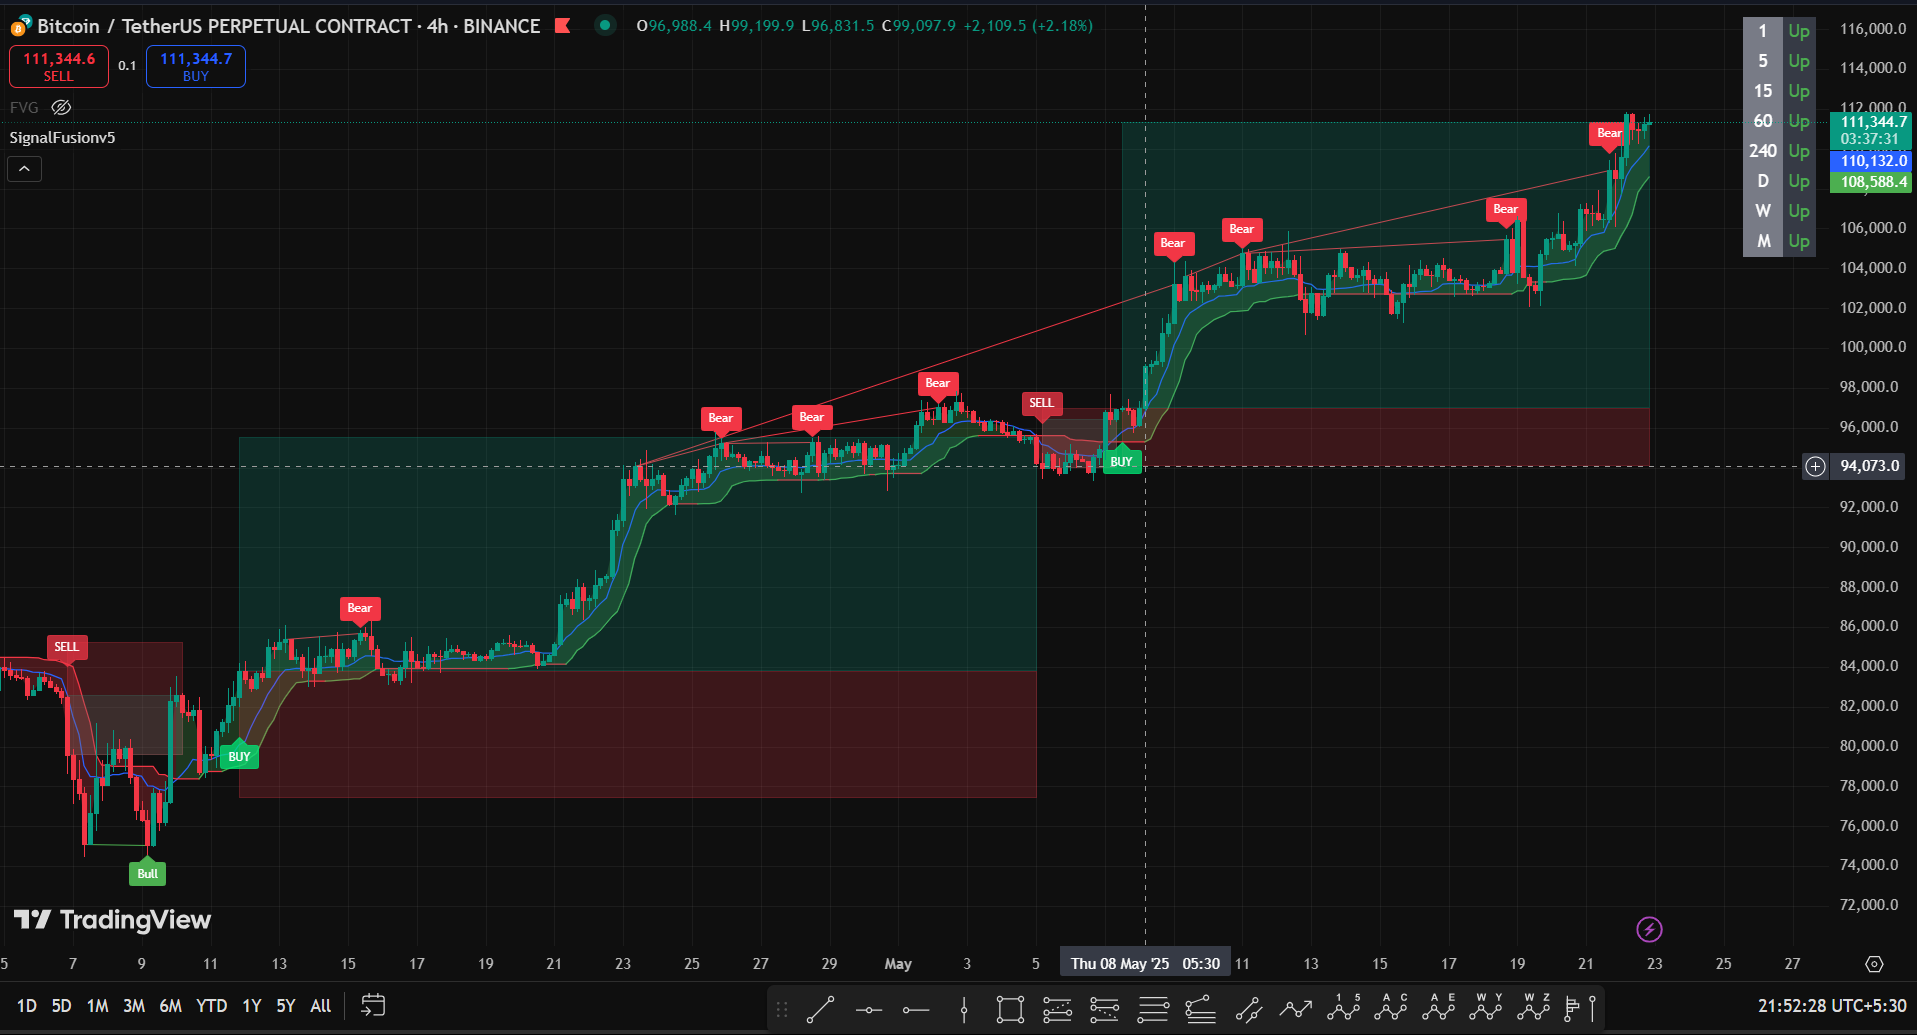 Bitcoin / TetherUS PERPETUAL CONTRACT · 4h · BINANCE O96,988.4 H99,199.9 L96,831.5 C99,097.9 +2,109.5 (+2.18%)
111,344.6
SELL
0.1
111,344.7
BUY
FVG
SignalFusionv5
1 Up
5 Up
15 Up
60 Up
240 Up
D Up
W Up
M Up
116,000.0
114,000.0
112,000.0
111,344.7
03:37:31
110,132.0
108,588.4
106,000.0
104,000.0
102,000.0
100,000.0
98,000.0
96,000.0
94,073.0
92,000.0
90,000.0
88,000.0
86,000.0
84,000.0
82,000.0
80,000.0
78,000.0
76,000.0
74,000.0
72,000.0
Bear
Bear
Bear
Bear
Bear
Bear
SELL
Bear
Bear
BUY
Bear
SELL
BUY
Bull
TradingView
5 7 9 11 13 15 17 19 21 23 25 27 29 May 3 5 Thu 08 May '25 05:30 11 13 15 17 19 21 23 25 27
1D 5D 1M 3M 6M YTD 1Y 5Y All
1 5
A C
A E
W Y
W Z
21:52:28 UTC+5:30